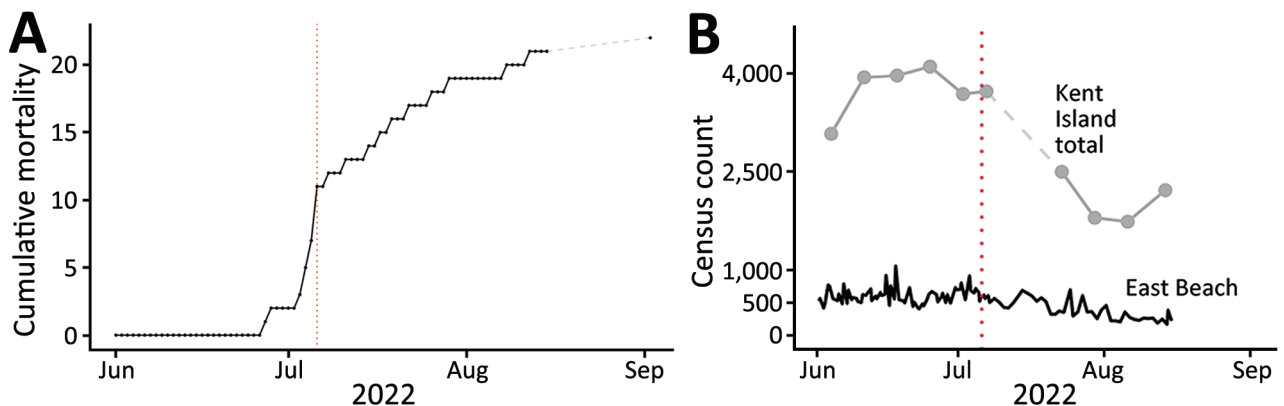 A
Cumulative mortality
20
15
10
5
0
Jun
Jul
Aug
Sep
2022
B
Census count
4,000
2,500
1,000
500
0
Kent
Island
total
East Beach
Jun
Jul
Aug
Sep
2022